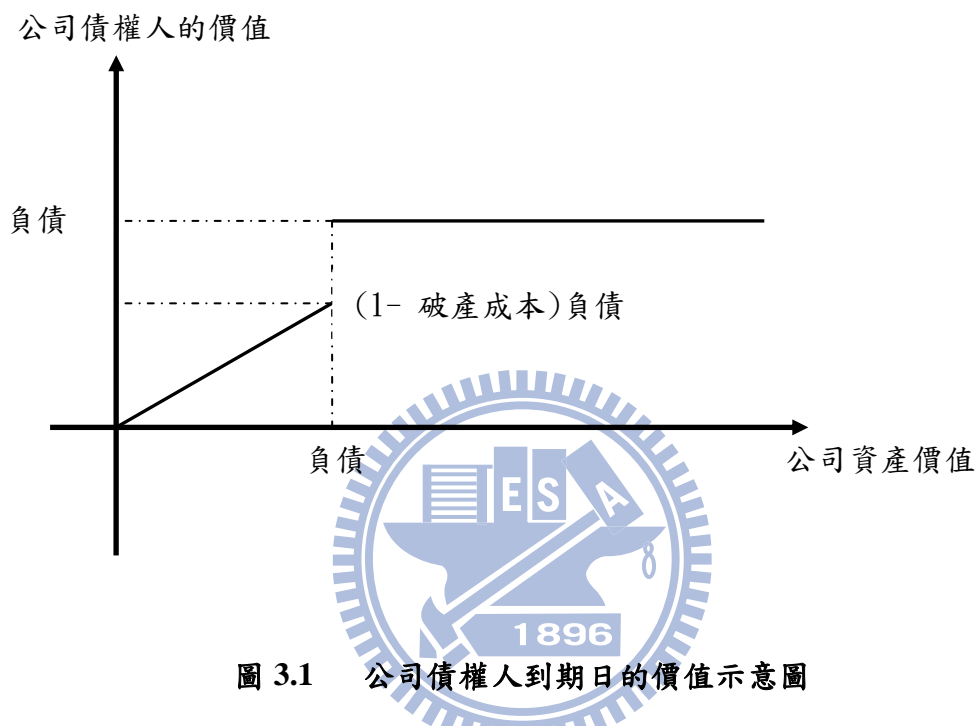 公司債權人的價值
負債
(1- 破產成本)負債
負債
公司資產價值
E S A
1896
圖 3.1 公司債權人到期日的價值示意圖